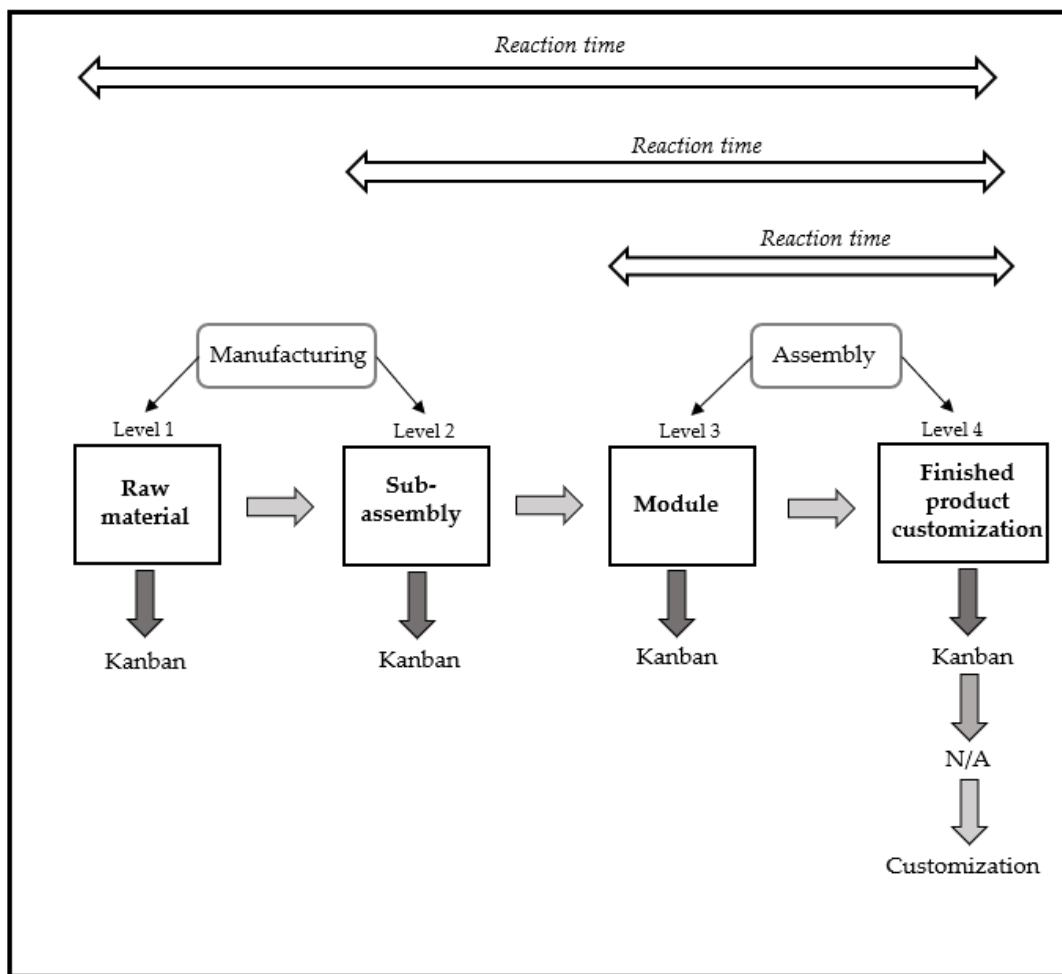 Reaction time
Reaction time
Reaction time
Manufacturing
Assembly
Level 1
Level 2
Level 3
Level 4
Raw
material
Sub-
assembly
Module
Finished
product
customization
Kanban
Kanban
Kanban
Kanban
N/A
Customization